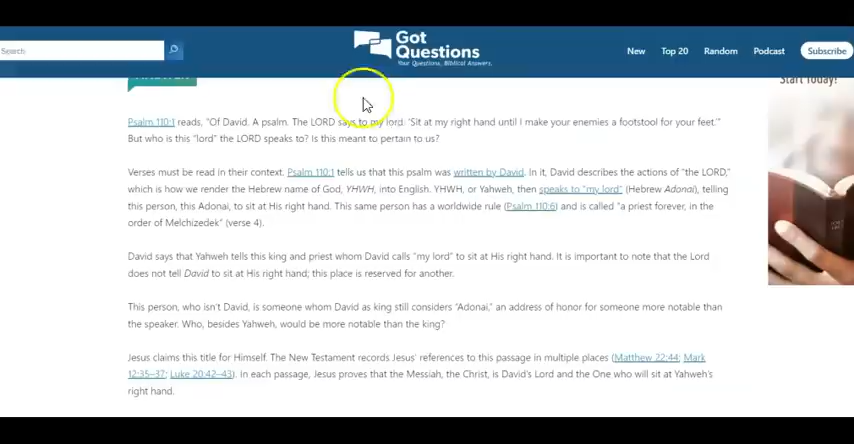 Search
Got
Questions
Your Questions. Biblical Answers.
New Top 20 Random Podcast Subscribe
ANSWER
Start Today!
Psalm 110:1 reads, "Of David. A psalm. The LORD says to my lord: 'Sit at my right hand until I make your enemies a footstool for your feet.'"
But who is this "lord" the LORD speaks to? Is this meant to pertain to us?
Verses must be read in their context. Psalm 110:1 tells us that this psalm was written by David. In it, David describes the actions of "the LORD,"
which is how we render the Hebrew name of God, YHWH, into English. YHWH, or Yahweh, then speaks to "my lord" (Hebrew Adonai), telling
this person, this Adonai, to sit at His right hand. This same person has a worldwide rule (Psalm 110:6) and is called "a priest forever, in the
order of Melchizedek" (verse 4).
David says that Yahweh tells this king and priest whom David calls "my lord" to sit at His right hand. It is important to note that the Lord
does not tell David to sit at His right hand; this place is reserved for another.
This person, who isn't David, is someone whom David as king still considers "Adonai," an address of honor for someone more notable than
the speaker. Who, besides Yahweh, would be more notable than the king?
Jesus claims this title for Himself. The New Testament records Jesus' references to this passage in multiple places (Matthew 22:44; Mark
12:35–37; Luke 20:42–43). In each passage, Jesus proves that the Messiah, the Christ, is David's Lord and the One who will sit at Yahweh's
right hand.